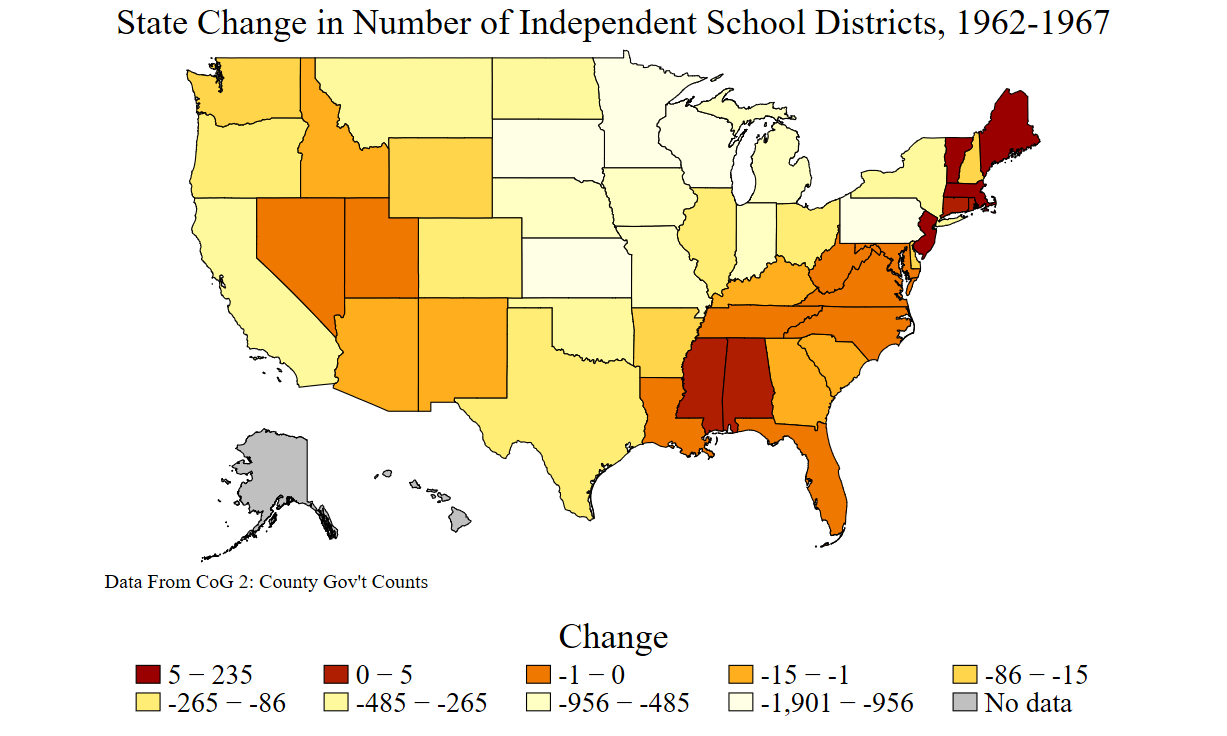 State Change in Number of Independent School Districts, 1962-1967
Data From CoG 2: County Gov't Counts
Change
5 − 235 0 − 5 -1 − 0 -15 − -1 -86 − -15
-265 − -86 -485 − -265 -956 − -485 -1,901 − -956 No data